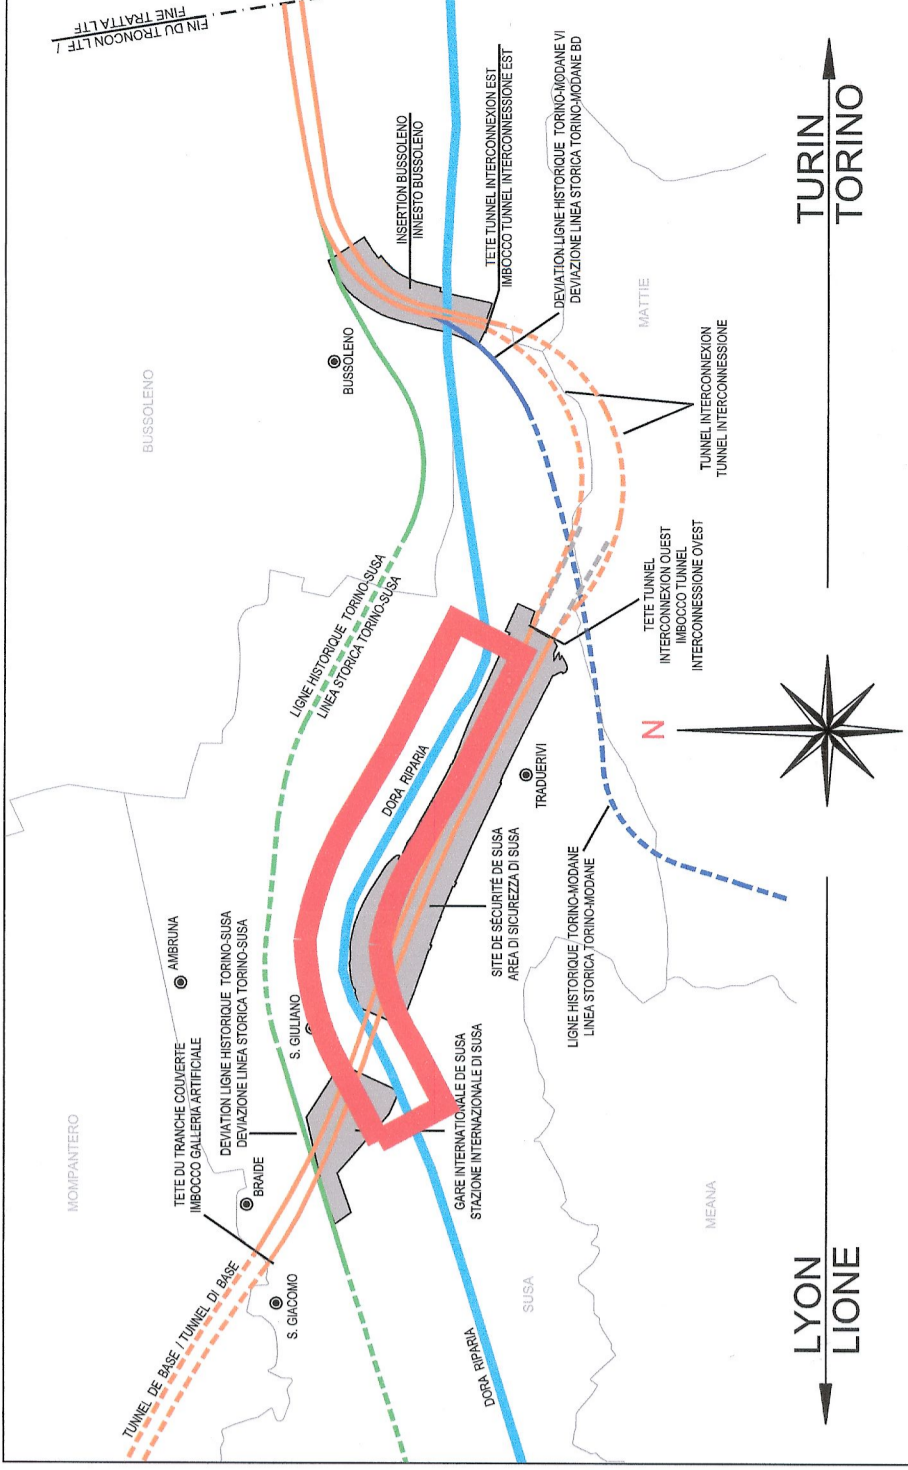 FIN DU TRONCON LTF /
FINE TRATTA LTF
MOMPANTERO
BUSSOLENO
AMBRUNA
TETE DU TRANCHE COUVERTE
IMBOCCO GALLERIA ARTIFICIALE
DEVIATION LIGNE HISTORIQUE TORINO-SUSA
DEVIAZIONE LINEA STORICA TORINO-SUSA
BRAIDE
S. GIULIANO
S. GIACOMO
TUNNEL DE BASE / TUNNEL DI BASE
LIGNE HISTORIQUE TORINO-SUSA
LINEA STORICA TORINO-SUSA
BUSSOLENO
INSERTION BUSSOLENO
INNESTO BUSSOLENO
DORA RIPARIA
DORA RIPARIA
GARE INTERNATIONALE DE SUSA
STAZIONE INTERNAZIONALE DI SUSA
SITE DE SÉCURITÉ DE SUSA
AREA DI SICUREZZA DI SUSA
TRADUERIVI
TETE TUNNEL INTERCONNEXION EST
IMBOCCO TUNNEL INTERCONNESSIONE EST
DEVIATION LIGNE HISTORIQUE TORINO-MODANE VI
DEVIAZIONE LINEA STORICA TORINO-MODANE BD
SUSA
LIGNE HISTORIQUE TORINO-MODANE
LINEA STORICA TORINO-MODANE
TETE TUNNEL
INTERCONNEXION OUEST
IMBOCCO TUNNEL
INTERCONNESSIONE OVEST
MATTIE
TUNNEL INTERCONNEXION
TUNNEL INTERCONNESSIONE
MEANA
N
LYON
LIONE
TURIN
TORINO